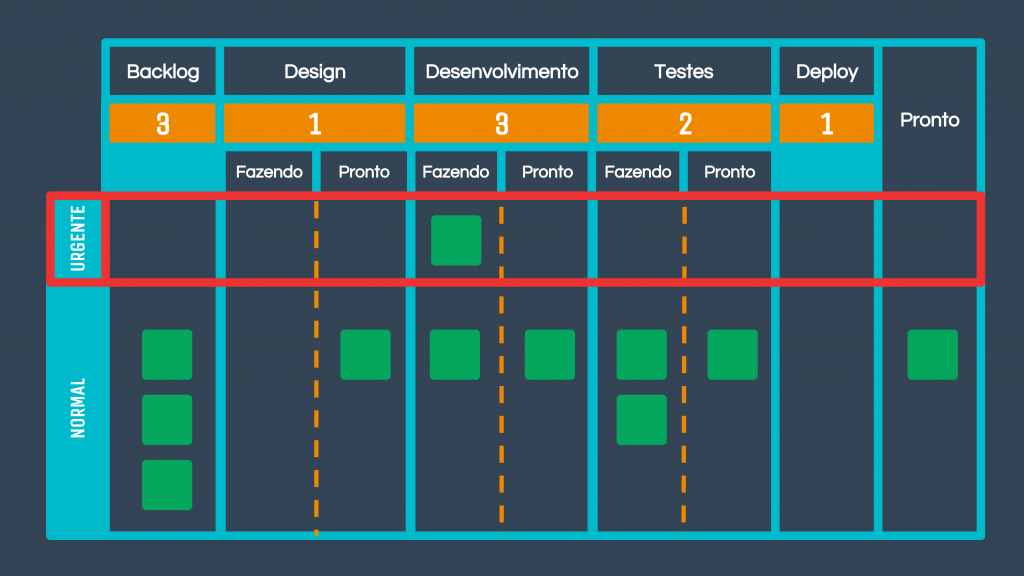 Backlog
Design
Desenvolvimento
Testes
Deploy
Pronto
3
1
3
2
1
Fazendo
Pronto
Fazendo
Pronto
Fazendo
Pronto
URGENTE
NORMAL